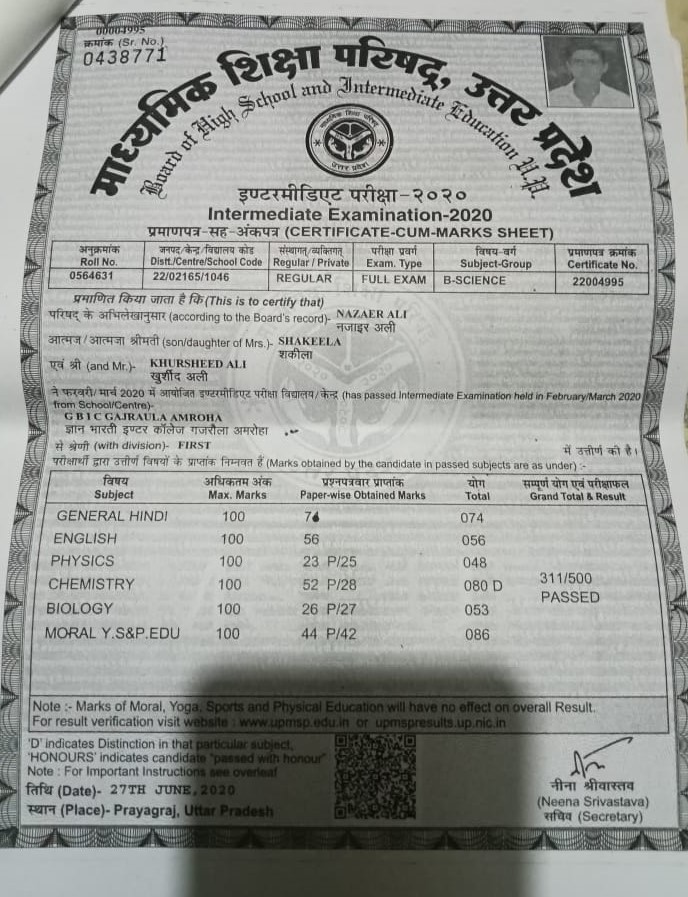 00004995
क्रमांक (Sr. No.)
0438771
माध्यमिक शिक्षा परिषद, उत्तर प्रदेश
Board of High School and Intermediate Education U.P.
माध्यमिक शिक्षा परिषद
उत्तर प्रदेश
इण्टरमीडिएट परीक्षा-२०२०
Intermediate Examination-2020
प्रमाणपत्र-सह-अंकपत्र (CERTIFICATE-CUM-MARKS SHEET)
अनुक्रमांक जनपद/केन्द्र/विद्यालय कोड संस्थागत/व्यक्तिगत परीक्षा प्रवर्ग विषय-वर्ग प्रमाणपत्र क्रमांक
Roll No. Distt./Centre/School Code Regular / Private Exam. Type Subject-Group Certificate No.
0564631 22/02165/1046 REGULAR FULL EXAM B-SCIENCE 22004995
प्रमाणित किया जाता है कि (This is to certify that)
परिषद के अभिलेखानुसार (according to the Board's record)- NAZAER ALI
नजाइर अली
आत्मज/आत्मजा श्रीमती (son/daughter of Mrs.)- SHAKEELA
शकीला
एवं श्री (and Mr.)- KHURSHEED ALI
खुर्शीद अली
ने फरवरी/मार्च 2020 में आयोजित इण्टरमीडिएट परीक्षा विद्यालय/केन्द्र (has passed Intermediate Examination held in February/March 2020
from School/Centre)-
G B I C GAJRAULA AMROHA
ज्ञान भारती इण्टर कॉलेज गजरौला अमरोहा
से श्रेणी (with division)- FIRST में उत्तीर्ण की है।
परीक्षार्थी द्वारा उत्तीर्ण विषयों के प्राप्तांक निम्नवत हैं (Marks obtained by the candidate in passed subjects are as under) :-
विषय अधिकतम अंक प्रश्नपत्रवार प्राप्तांक योग सम्पूर्ण योग एवं परीक्षाफल
Subject Max. Marks Paper-wise Obtained Marks Total Grand Total & Result
GENERAL HINDI 100 74 074
ENGLISH 100 56 056
PHYSICS 100 23 P/25 048
CHEMISTRY 100 52 P/28 080 D 311/500
PASSED
BIOLOGY 100 26 P/27 053
MORAL Y.S&P.EDU 100 44 P/42 086
Note :- Marks of Moral, Yoga, Sports and Physical Education will have no effect on overall Result.
For result verification visit website : www.upmsp.edu.in or upmspresults.up.nic.in
'D' indicates Distinction in that particular subject,
'HONOURS' indicates candidate "passed with honour"
Note : For Important Instructions see overleaf
तिथि (Date)- 27TH JUNE, 2020
स्थान (Place)- Prayagraj, Uttar Pradesh
नीना श्रीवास्तव
(Neena Srivastava)
सचिव (Secretary)